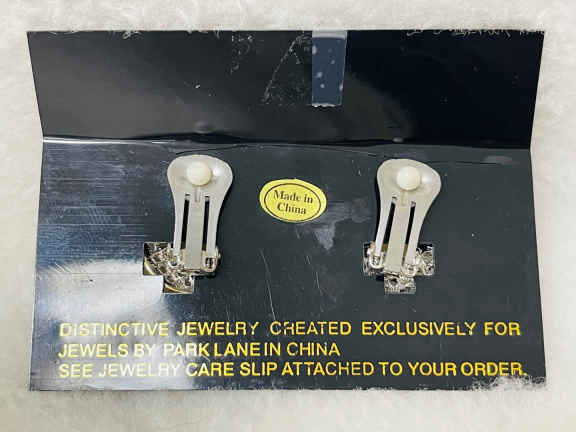 Made in
China
DISTINCTIVE JEWELRY CREATED EXCLUSIVELY FOR
JEWELS BY PARK LANE IN CHINA
SEE JEWELRY CARE SLIP ATTACHED TO YOUR ORDER.